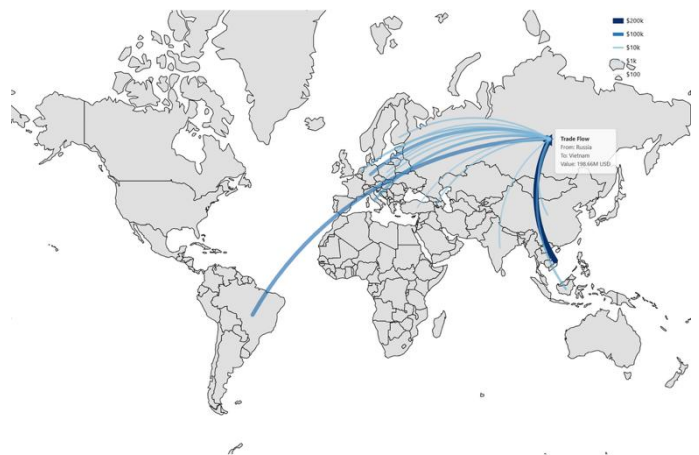 $200k
$100k
$10k
$1k
$100
Trade Flow
From: Russia
To: Vietnam
Value: 198.66M USD